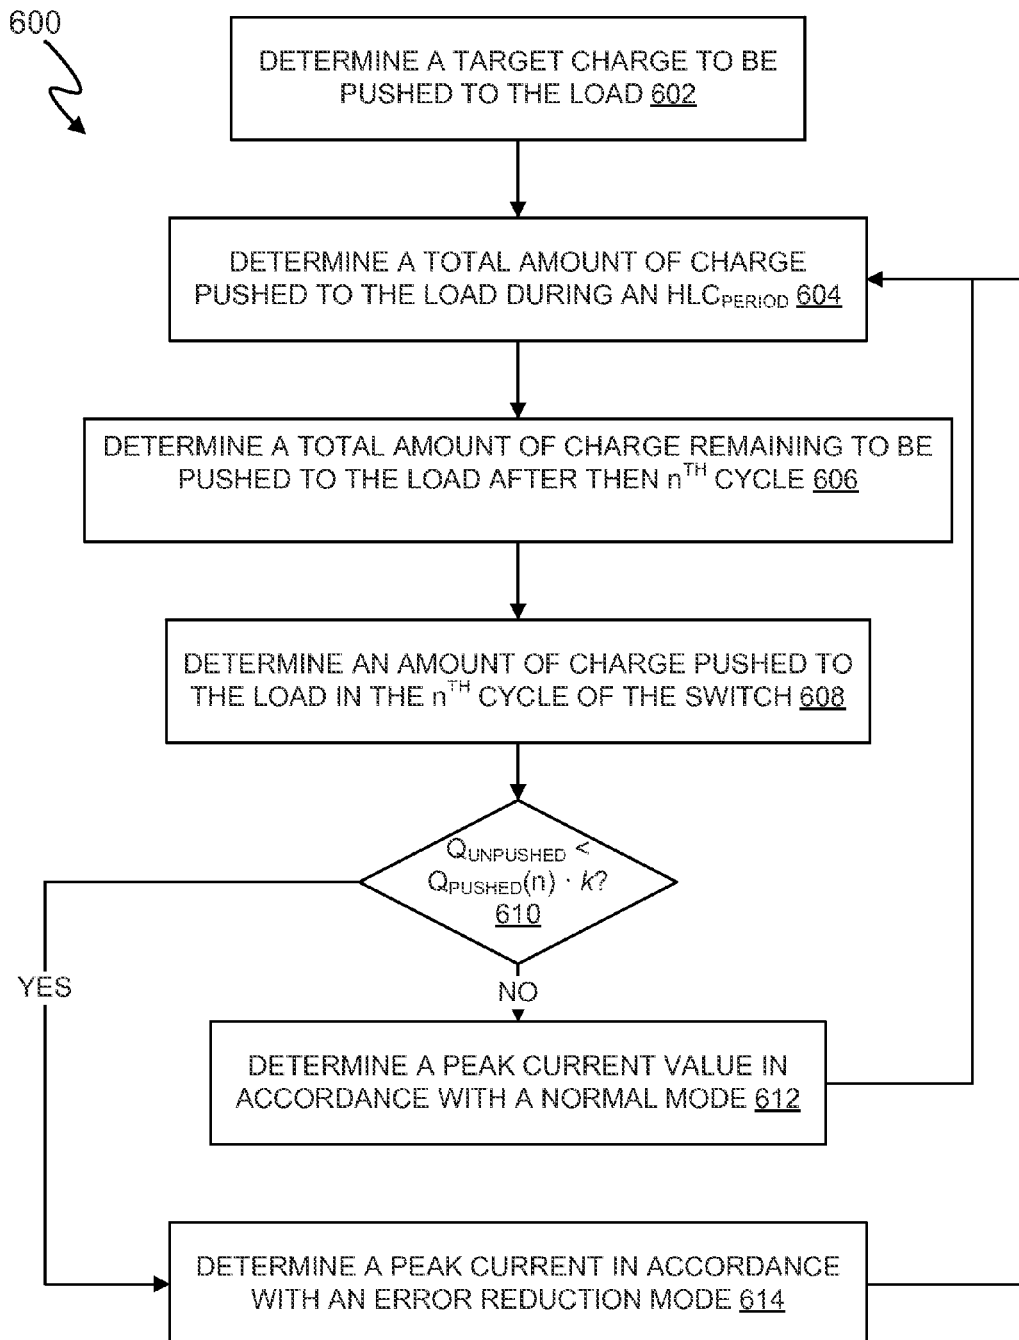 600
DETERMINE A TARGET CHARGE TO BE
PUSHED TO THE LOAD 602
DETERMINE A TOTAL AMOUNT OF CHARGE
PUSHED TO THE LOAD DURING AN HLCPERIOD 604
DETERMINE A TOTAL AMOUNT OF CHARGE REMAINING TO BE
PUSHED TO THE LOAD AFTER THEN nTH CYCLE 606
DETERMINE AN AMOUNT OF CHARGE PUSHED TO
THE LOAD IN THE nTH CYCLE OF THE SWITCH 608
QUNPUSHED <
QPUSHED(n) · k?
610
YES
NO
DETERMINE A PEAK CURRENT VALUE IN
ACCORDANCE WITH A NORMAL MODE 612
DETERMINE A PEAK CURRENT IN ACCORDANCE
WITH AN ERROR REDUCTION MODE 614